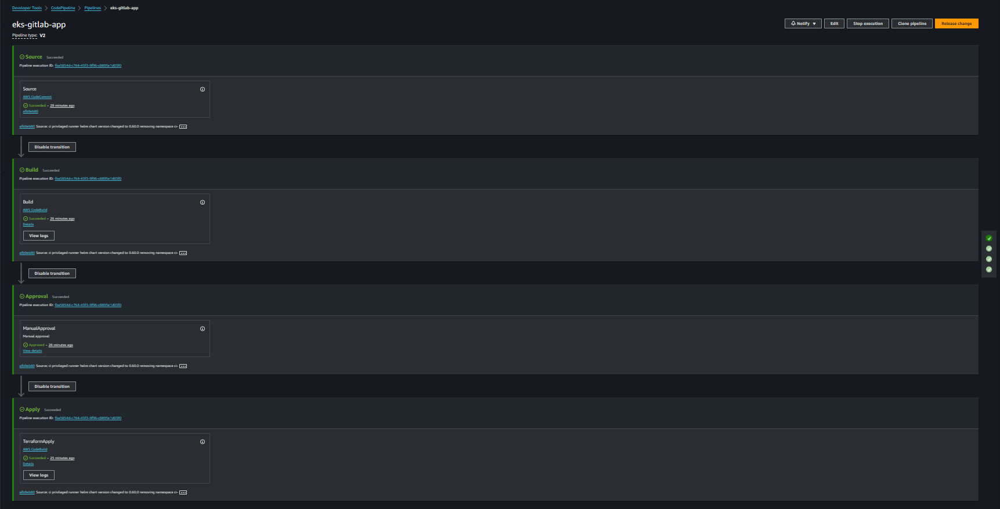 Developer Tools > CodePipeline > Pipelines > eks-gitlab-app
eks-gitlab-app
Notify ▼ Edit Stop execution Clone pipeline Release change
Pipeline type: V2
Source Succeeded
Pipeline execution ID: fba5854d-c764-43f3-9f96-c8895e1d03f0
Source
AWS CodeCommit
Succeeded - 28 minutes ago
afb9eb80
afb9eb80 Source: ci privilaged runner helm chart version changed to 0.60.0 removing namespace ci-
Disable transition
Build Succeeded
Pipeline execution ID: fba5854d-c764-43f3-9f96-c8895e1d03f0
Build
AWS CodeBuild
Succeeded - 26 minutes ago
Details
View logs
afb9eb80 Source: ci privilaged runner helm chart version changed to 0.60.0 removing namespace ci-
Disable transition
Approval Succeeded
Pipeline execution ID: fba5854d-c764-43f3-9f96-c8895e1d03f0
ManualApproval
Manual approval
Approved - 26 minutes ago
View details
afb9eb80 Source: ci privilaged runner helm chart version changed to 0.60.0 removing namespace ci-
Disable transition
Apply Succeeded
Pipeline execution ID: fba5854d-c764-43f3-9f96-c8895e1d03f0
TerraformApply
AWS CodeBuild
Succeeded - 25 minutes ago
Details
View logs
afb9eb80 Source: ci privilaged runner helm chart version changed to 0.60.0 removing namespace ci-